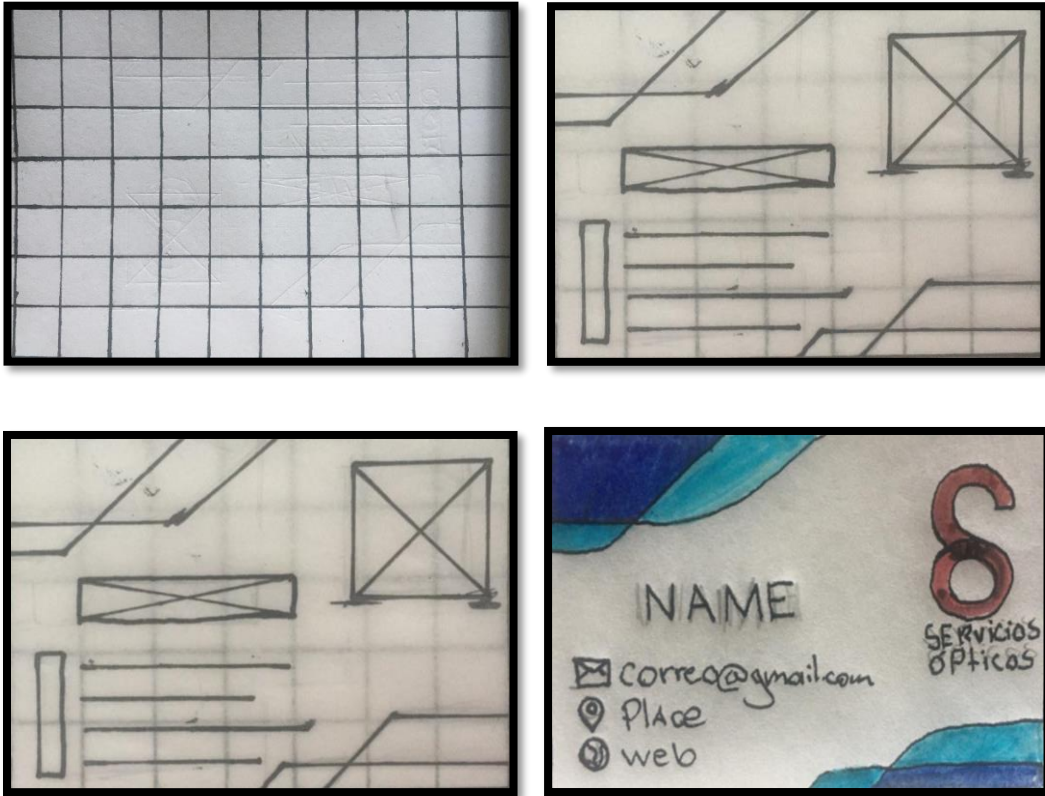 NAME
SERVICIOS
ÓPTICOS
correo@gmail.com
PLACE
web